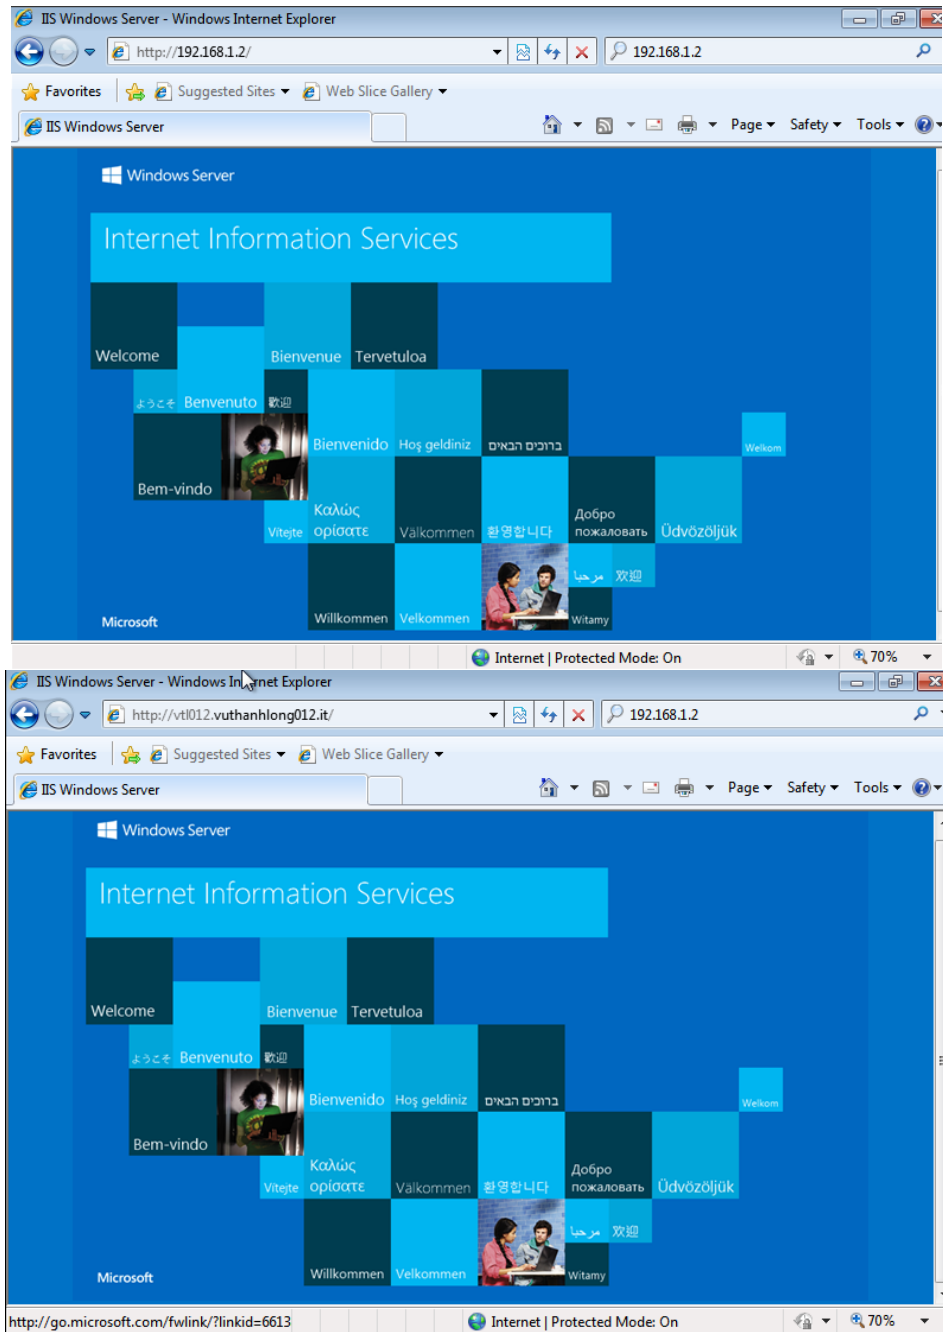 IIS Windows Server - Windows Internet Explorer
http://192.168.1.2/ 192.168.1.2
Favorites Suggested Sites Web Slice Gallery
IIS Windows Server Page Safety Tools
Windows Server
Internet Information Services
Welcome Bienvenue Tervetuloa
ようこそ Benvenuto 歡迎
Bienvenido Hoş geldiniz ברוכים הבאים Welkom
Bem-vindo
Vítejte Καλώς ορίσατε Välkommen 환영합니다 Добро пожаловать Üdvözöljük
مرحبا 欢迎
Microsoft Willkommen Velkommen Witamy
Internet | Protected Mode: On 70%
IIS Windows Server - Windows Internet Explorer
http://vtl012.vuthanhlong012.it/ 192.168.1.2
Favorites Suggested Sites Web Slice Gallery
IIS Windows Server Page Safety Tools
Windows Server
Internet Information Services
Welcome Bienvenue Tervetuloa
ようこそ Benvenuto 歡迎
Bienvenido Hoş geldiniz ברוכים הבאים Welkom
Bem-vindo
Vítejte Καλώς ορίσατε Välkommen 환영합니다 Добро пожаловать Üdvözöljük
مرحبا 欢迎
Microsoft Willkommen Velkommen Witamy
http://go.microsoft.com/fwlink/?linkid=6613 Internet | Protected Mode: On 70%